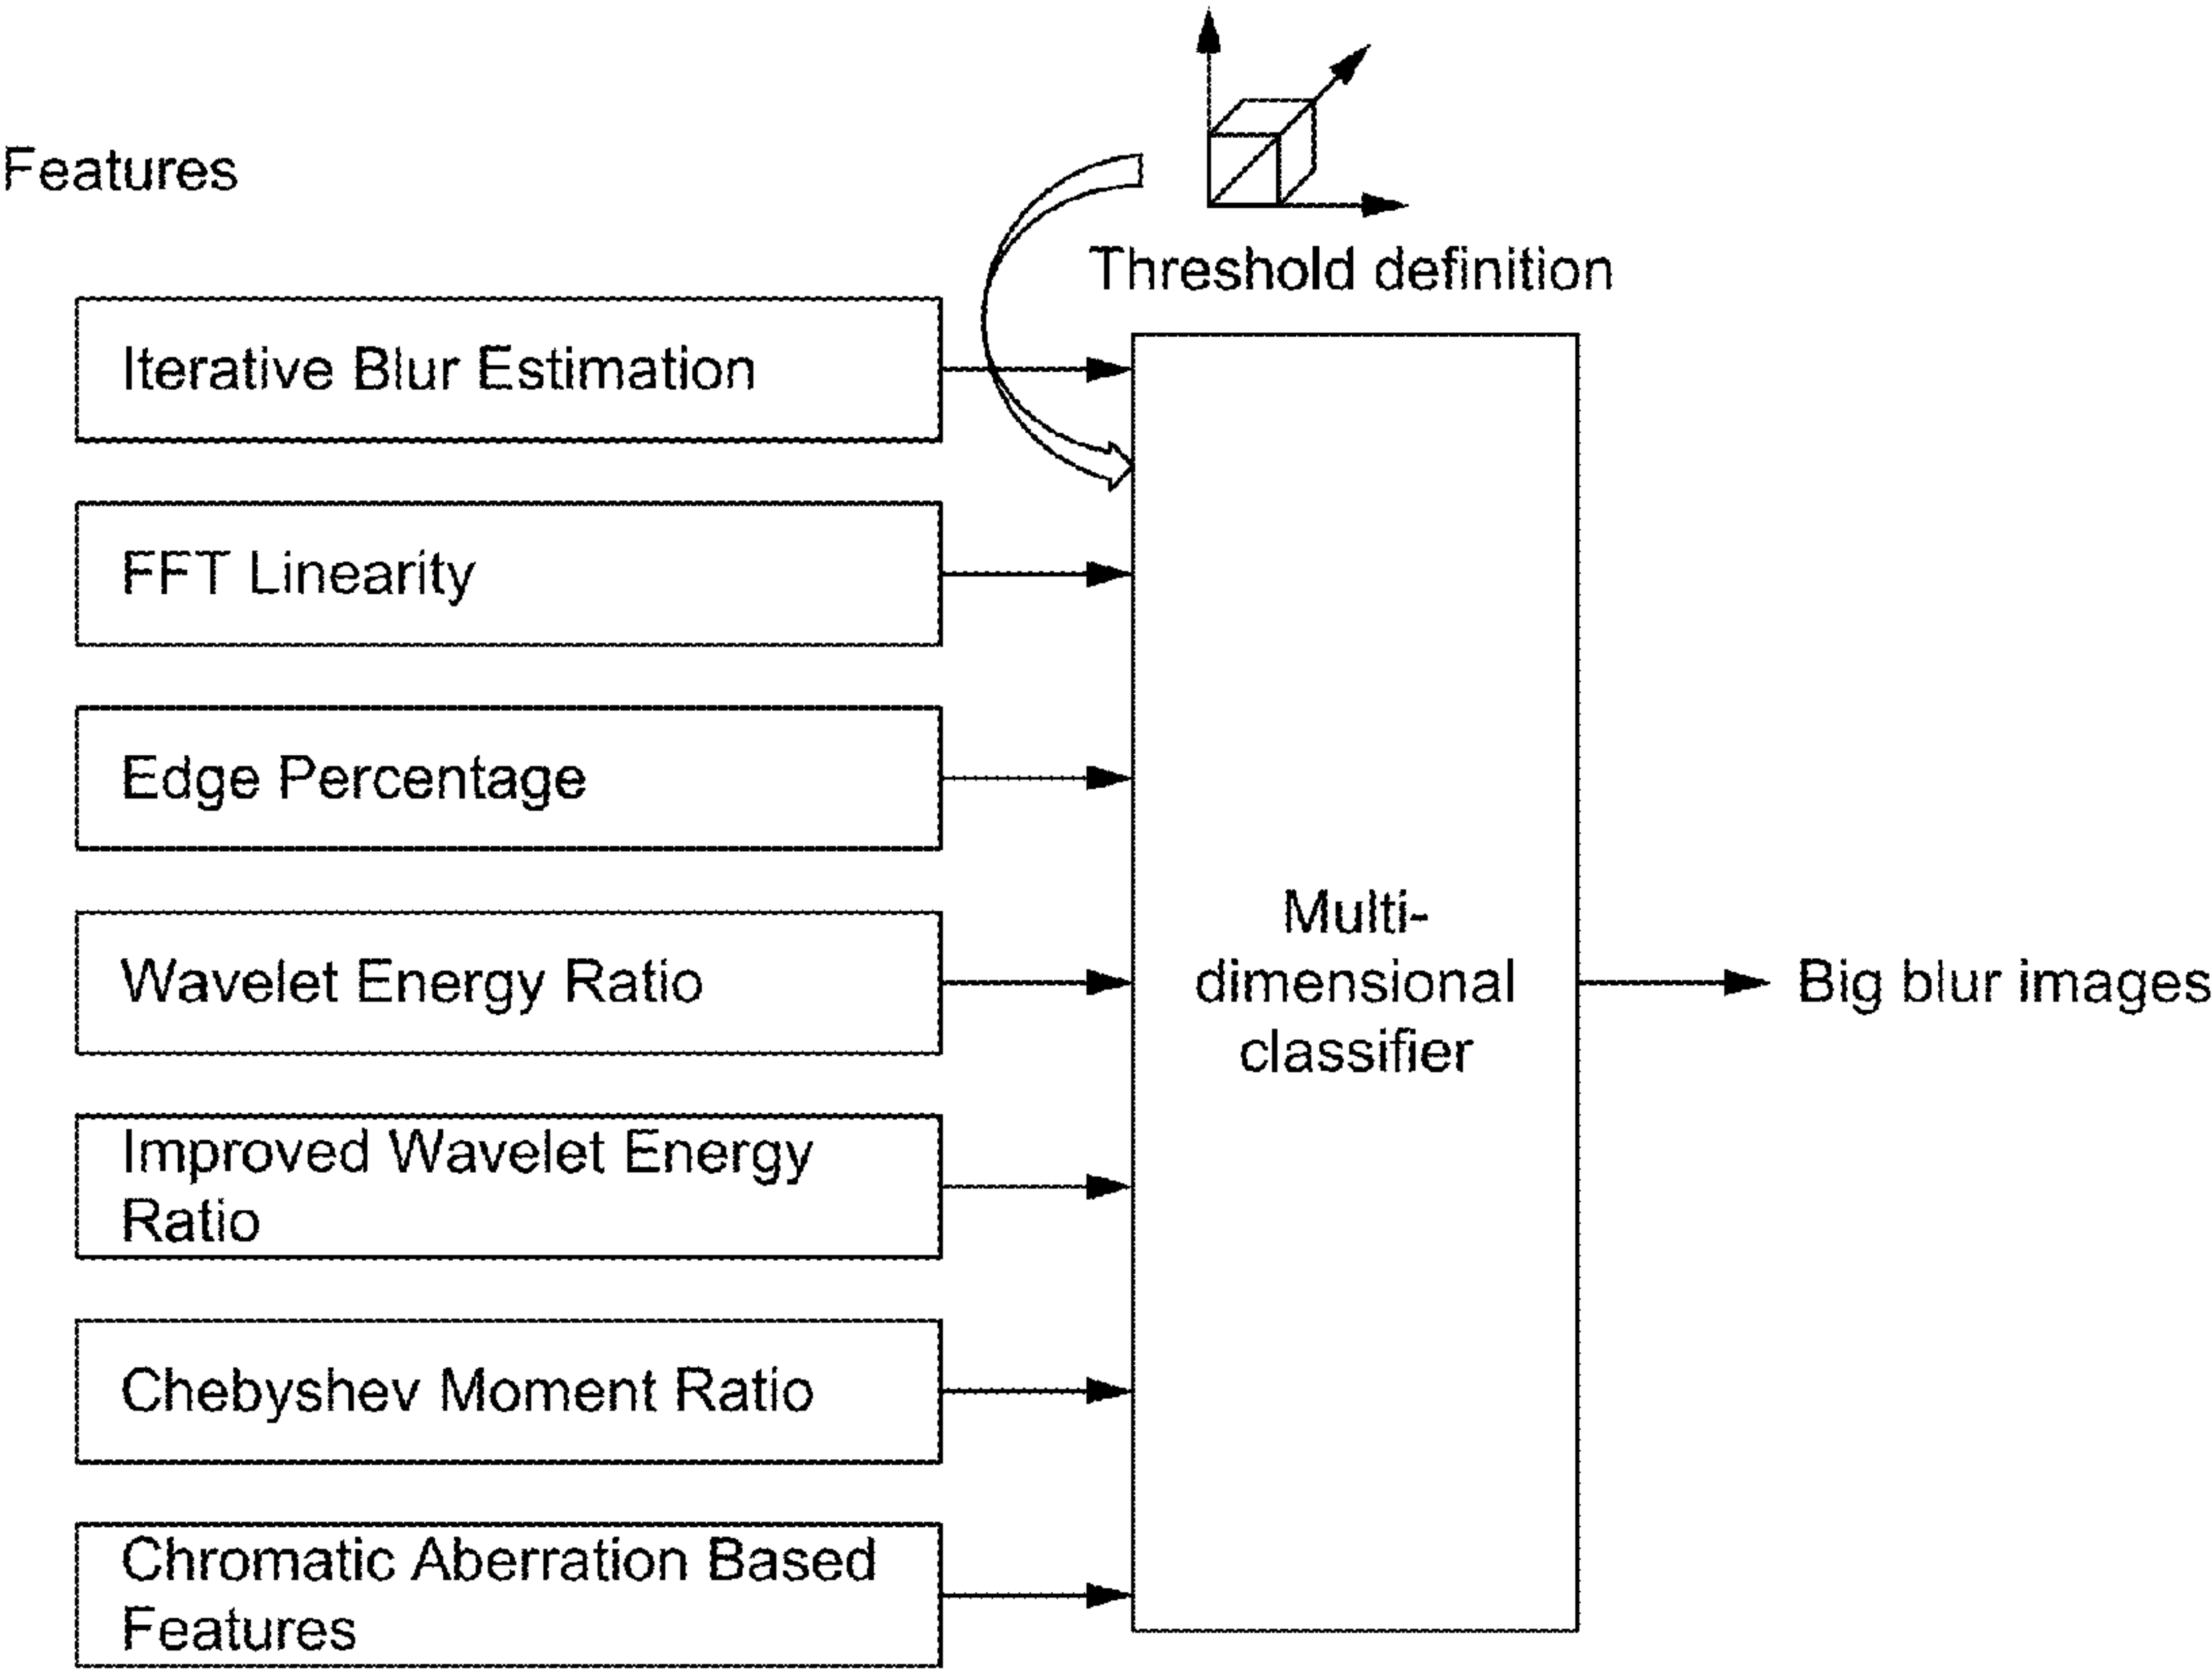 Features
Threshold definition
Iterative Blur Estimation
FFT Linearity
Edge Percentage
Wavelet Energy Ratio
Improved Wavelet Energy
Ratio
Chebyshev Moment Ratio
Chromatic Aberration Based
Features
Multi-
dimensional
classifier
Big blur images